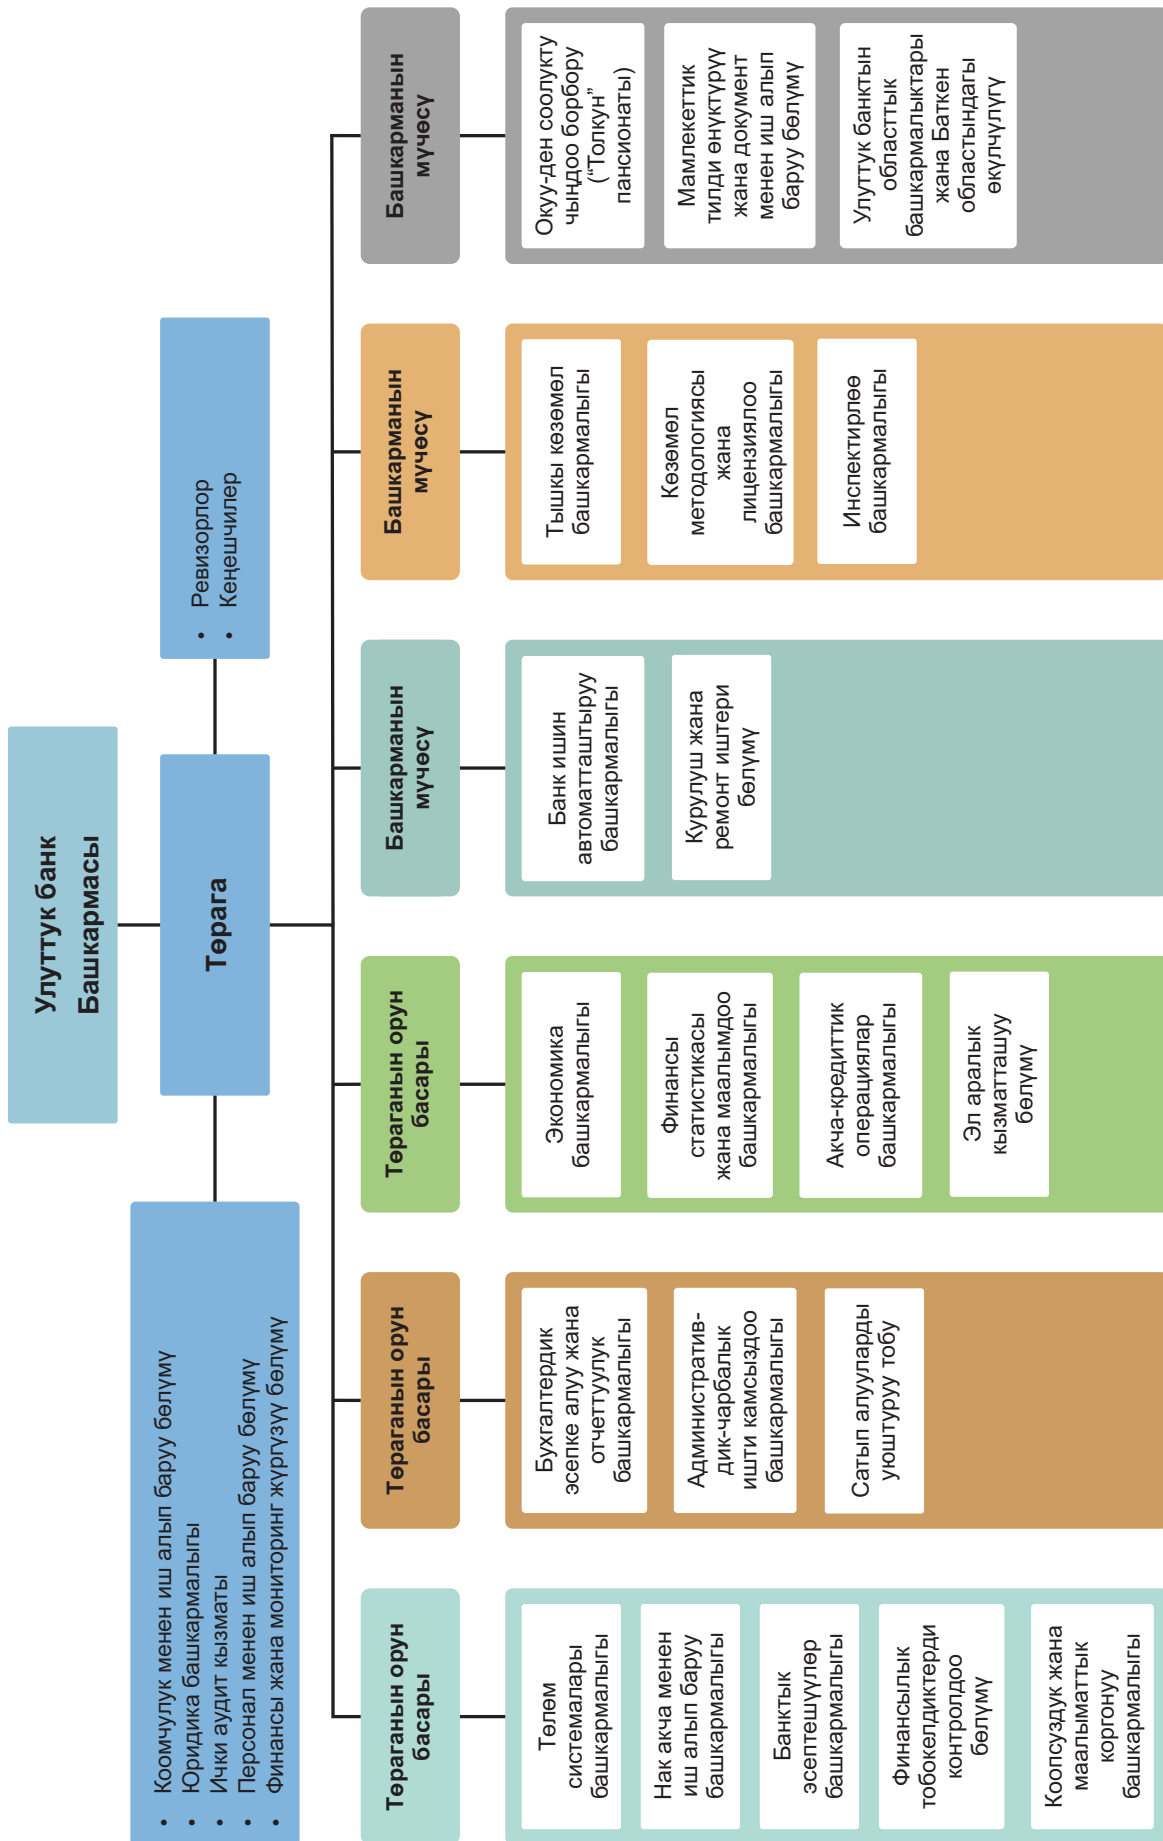 Улуттук банк
Башкармасы
• Коомчулук менен иш алып баруу бөлүмү
• Юридика башкармалыгы
• Ички аудит кызматы
• Персонал менен иш алып баруу бөлүмү
• Финансы жана мониторинг жүргүзүү бөлүмү
Төрага
• Ревизорлор
• Кеңешчилер
Төраганын орун
басары
Төлөм
системалары
башкармалыгы
Нак акча менен
иш алып баруу
башкармалыгы
Банктык
эсептешүүлөр
башкармалыгы
Финансылык
тобокелдиктерди
контролдоо
бөлүмү
Коопсуздук жана
маалыматтык
коргонуу
башкармалыгы
Төраганын орун
басары
Бухгалтердик
эсепке алуу жана
отчеттуулук
башкармалыгы
Административ-
дик-чарбалык
ишти камсыздоо
башкармалыгы
Сатып алууларды
уюштуруу тобу
Төраганын орун
басары
Экономика
башкармалыгы
Финансы
статистикасы
жана маалымдоо
башкармалыгы
Акча-кредиттик
операциялар
башкармалыгы
Эл аралык
кызматташуу
бөлүмү
Башкарманын
мүчөсү
Банк ишин
автоматташтыруу
башкармалыгы
Курулуш жана
ремонт иштери
бөлүмү
Башкарманын
мүчөсү
Тышкы көзөмөл
башкармалыгы
Көзөмөл
методологиясы
жана
лицензиялоо
башкармалыгы
Инспектирлөө
башкармалыгы
Башкарманын
мүчөсү
Окуу-ден соолукту
чыңдоо борбору
(“Толкун”
пансионаты)
Мамлекеттик
тилди өнүктүрүү
жана документ
менен иш алып
баруу бөлүмү
Улуттук банктын
областтык
башкармалыктары
жана Баткен
областындагы
өкүлчүлүгү